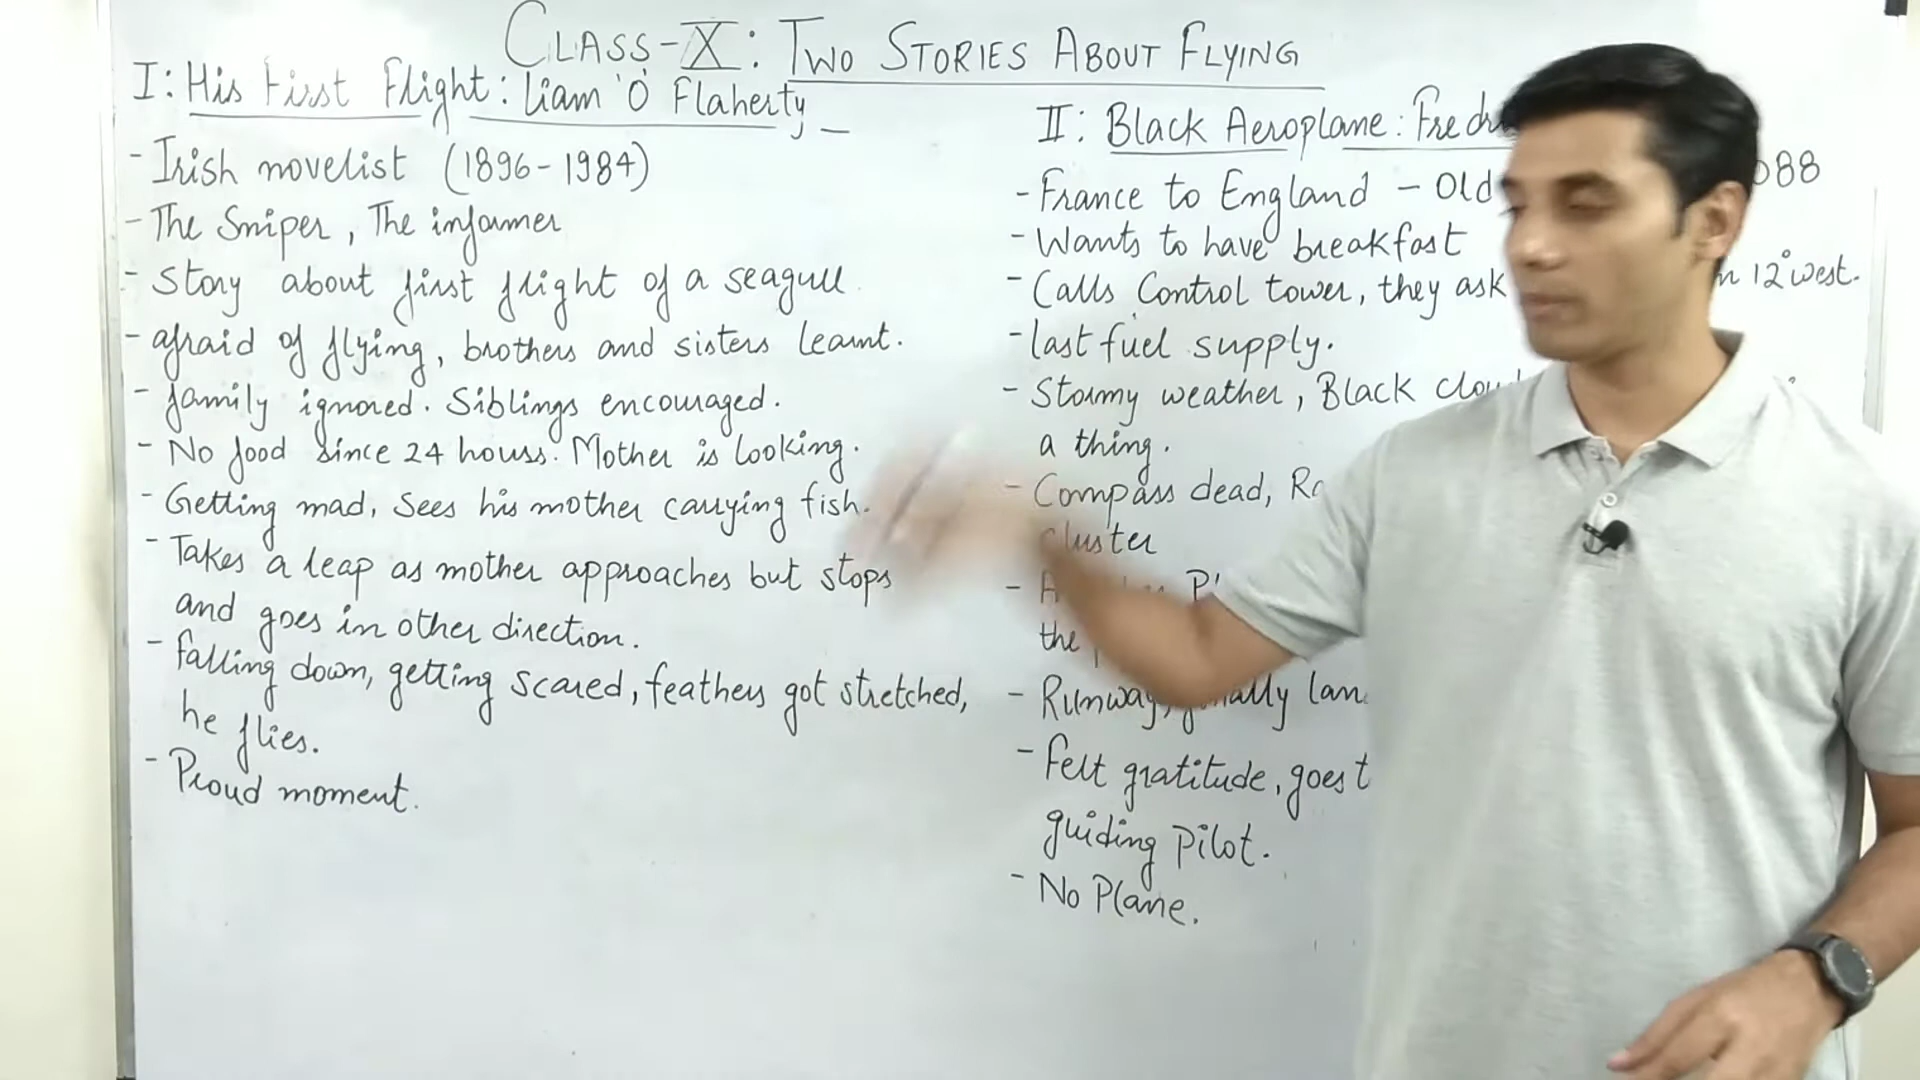 CLASS-X: TWO STORIES ABOUT FLYING
I: His First Flight: Liam 'O' Flaherty
- Irish novelist (1896-1984)
- The Sniper, The informer
- Story about first flight of a seagull.
- afraid of flying, brothers and sisters learnt.
- family ignored. Siblings encouraged.
- No food since 24 hours. Mother is looking.
- Getting mad, Sees his mother carrying fish.
- Takes a leap as mother approaches but stops
and goes in other direction.
- falling down, getting scared, feathers got stretched,
he flies.
- Proud moment.
II: Black Aeroplane:
- France to England - Old 088
- Wants to have breakfast
- Calls Control tower, they ask 12° west.
- last fuel supply.
- Stormy weather, Black
a thing.
- Compass dead,
cluster
-
the
- Runway, finally
- Felt gratitude, goes
guiding pilot.
- No Plane.